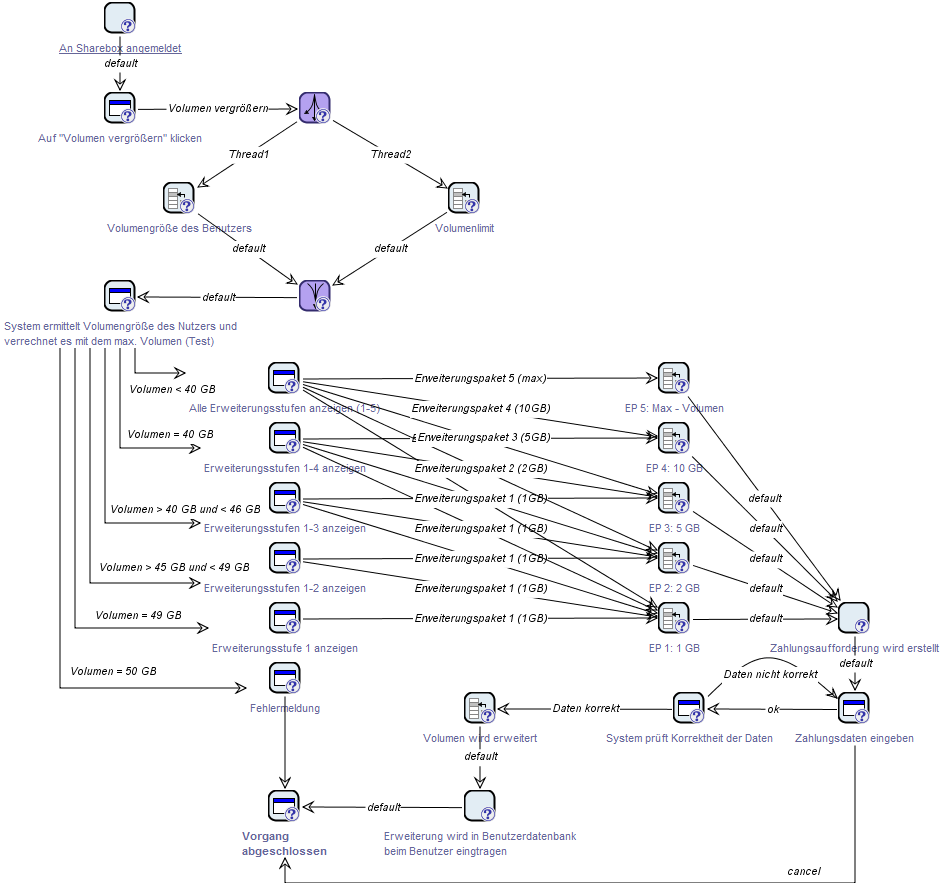 An Sharebox angemeldet
default
Volumen vergrößern
Auf "Volumen vergrößern" klicken
Thread1
Thread2
Volumengröße des Benutzers
Volumenlimit
default
default
default
System ermittelt Volumengröße des Nutzers und
verrechnet es mit dem max. Volumen (Test)
Volumen < 40 GB
Erweiterungspaket 5 (max)
Alle Erweiterungsstufen anzeigen (1-5)
Erweiterungspaket 4 (10GB)
EP 5: Max - Volumen
Volumen = 40 GB
Erweiterungspaket 3 (5GB)
Erweiterungsstufen 1-4 anzeigen
Erweiterungspaket 2 (2GB)
EP 4: 10 GB
Volumen > 40 GB und < 46 GB
Erweiterungspaket 1 (1GB)
default
Erweiterungsstufen 1-3 anzeigen
Erweiterungspaket 1 (1GB)
EP 3: 5 GB
default
Volumen > 45 GB und < 49 GB
Erweiterungspaket 1 (1GB)
default
Erweiterungsstufen 1-2 anzeigen
Erweiterungspaket 1 (1GB)
EP 2: 2 GB
default
Volumen = 49 GB
Erweiterungspaket 1 (1GB)
default
Erweiterungsstufe 1 anzeigen
EP 1: 1 GB
Zahlungsaufforderung wird erstellt
default
Volumen = 50 GB
Daten nicht korrekt
Fehlermeldung
Daten korrekt
ok
Volumen wird erweitert
System prüft Korrektheit der Daten
Zahlungsdaten eingeben
default
default
Vorgang
abgeschlossen
Erweiterung wird in Benutzerdatenbank
beim Benutzer eingtragen
cancel